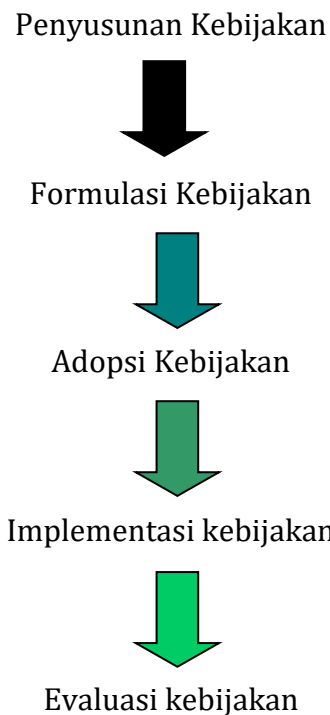 Penyusunan Kebijakan
Formulasi Kebijakan
Adopsi Kebijakan
Implementasi kebijakan
Evaluasi kebijakan